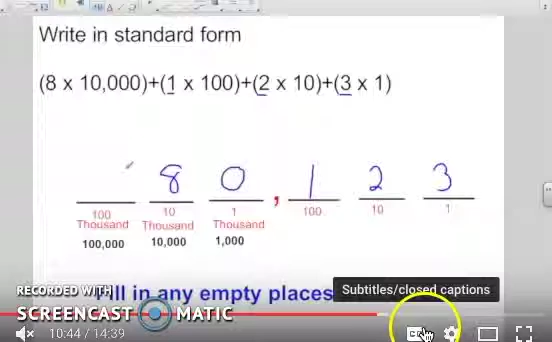 Write in standard form
(8 x 10,000)+(1 x 100)+(2 x 10)+(3 x 1)
8 0 , 1 2 3
100 10 1 100 10 1
Thousand Thousand Thousand
100,000 10,000 1,000
Fill in any empty places
Subtitles/closed captions
RECORDED WITH
SCREENCAST MATIC
10:44 / 14:39
CC